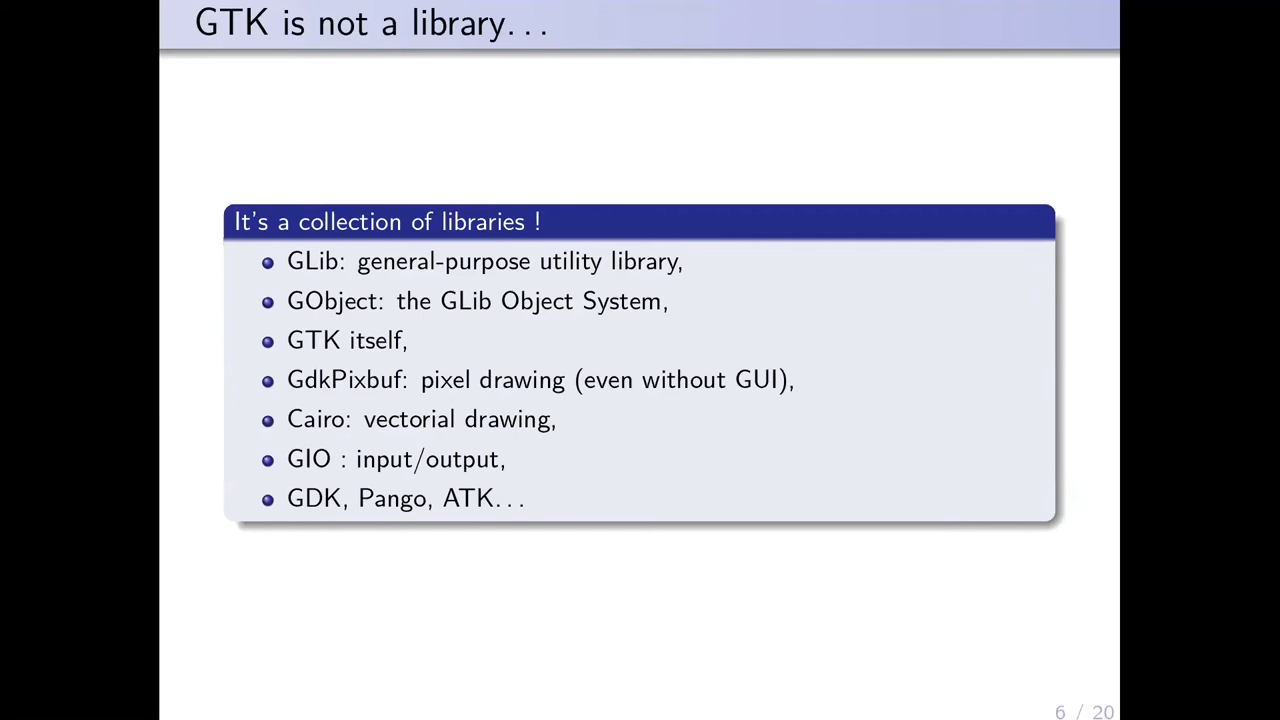 GTK is not a library...
It's a collection of libraries !
GLib: general-purpose utility library,
GObject: the GLib Object System,
GTK itself,
GdkPixbuf: pixel drawing (even without GUI),
Cairo: vectorial drawing,
GIO : input/output,
GDK, Pango, ATK...
6 / 20